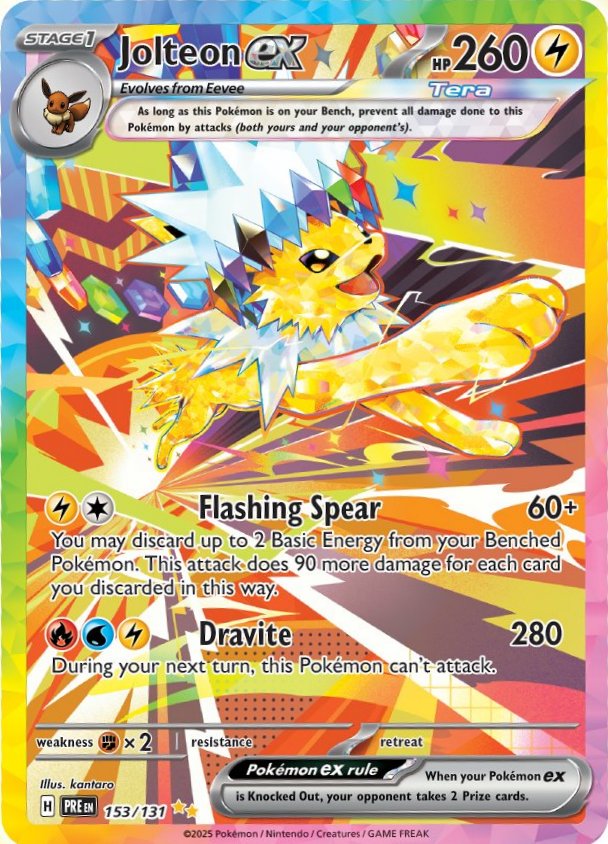 STAGE 1
Jolteon ex
HP 260
Evolves from Eevee
Tera
As long as this Pokémon is on your Bench, prevent all damage done to this
Pokémon by attacks (both yours and your opponent's).
Flashing Spear 60+
You may discard up to 2 Basic Energy from your Benched
Pokémon. This attack does 90 more damage for each card
you discarded in this way.
Dravite 280
During your next turn, this Pokémon can't attack.
weakness × 2 resistance retreat
Pokémon ex rule
When your Pokémon ex
is Knocked Out, your opponent takes 2 Prize cards.
Illus. kantaro
H PRE EN 153/131
©2025 Pokémon / Nintendo / Creatures / GAME FREAK